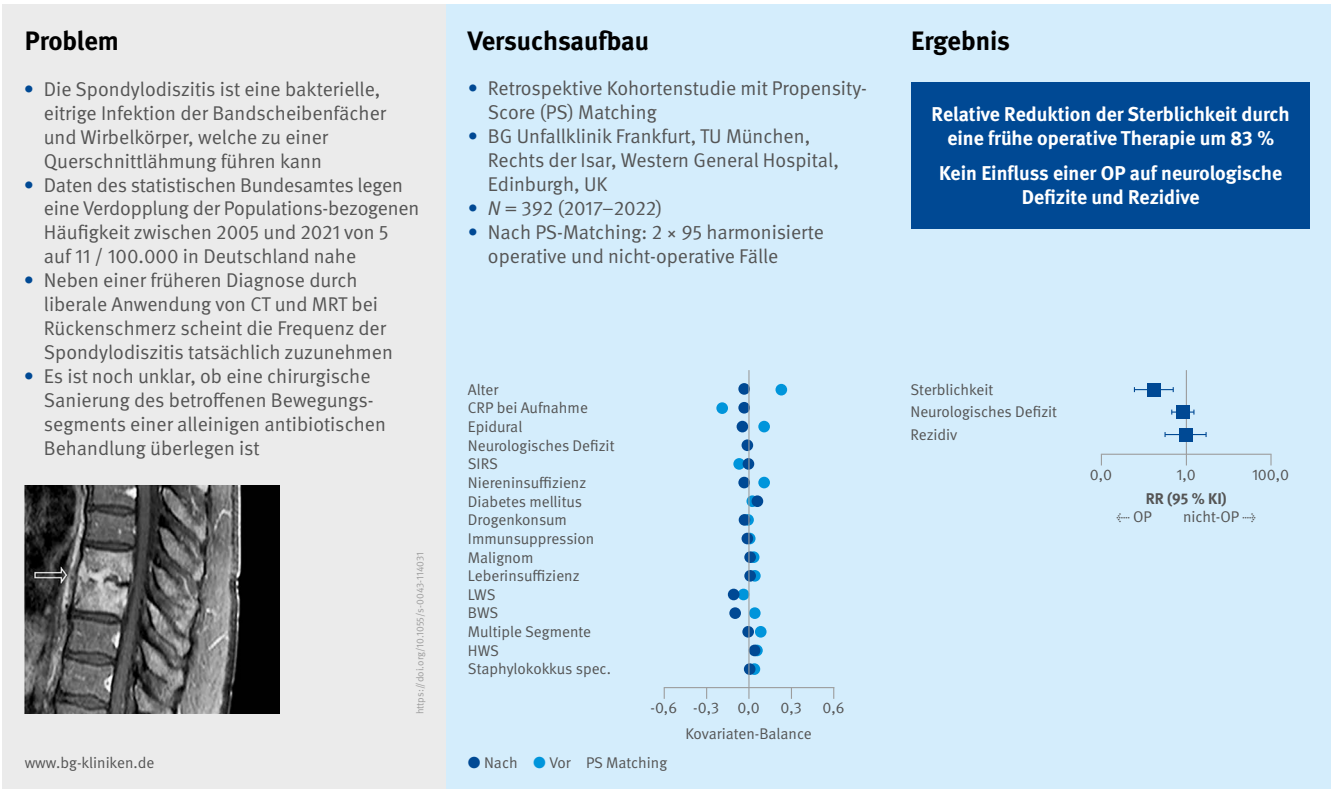 Problem
• Die Spondylodiszitis ist eine bakterielle,
eitrige Infektion der Bandscheibenfächer
und Wirbelkörper, welche zu einer
Querschnittlähmung führen kann
• Daten des statistischen Bundesamtes legen
eine Verdopplung der Populations-bezogenen
Häufigkeit zwischen 2005 und 2021 von 5
auf 11 / 100.000 in Deutschland nahe
• Neben einer früheren Diagnose durch
liberale Anwendung von CT und MRT bei
Rückenschmerz scheint die Frequenz der
Spondylodiszitis tatsächlich zuzunehmen
• Es ist noch unklar, ob eine chirurgische
Sanierung des betroffenen Bewegungs-
segments einer alleinigen antibiotischen
Behandlung überlegen ist
https://doi.org/10.1055/s-0043-114031
www.bg-kliniken.de
Versuchsaufbau
• Retrospektive Kohortenstudie mit Propensity-
Score (PS) Matching
• BG Unfallklinik Frankfurt, TU München,
Rechts der Isar, Western General Hospital,
Edinburgh, UK
• N = 392 (2017–2022)
• Nach PS-Matching: 2 × 95 harmonisierte
operative und nicht-operative Fälle
Alter
CRP bei Aufnahme
Epidural
Neurologisches Defizit
SIRS
Niereninsuffizienz
Diabetes mellitus
Drogenkonsum
Immunsuppression
Malignom
Leberinsuffizienz
LWS
BWS
Multiple Segmente
HWS
Staphylokokkus spec.
-0,6 -0,3 0,0 0,3 0,6
Kovariaten-Balance
Nach Vor PS Matching
Ergebnis
Relative Reduktion der Sterblichkeit durch
eine frühe operative Therapie um 83 %
Kein Einfluss einer OP auf neurologische
Defizite und Rezidive
Sterblichkeit
Neurologisches Defizit
Rezidiv
0,0 1,0 100,0
RR (95 % KI)
<-- OP nicht-OP -->